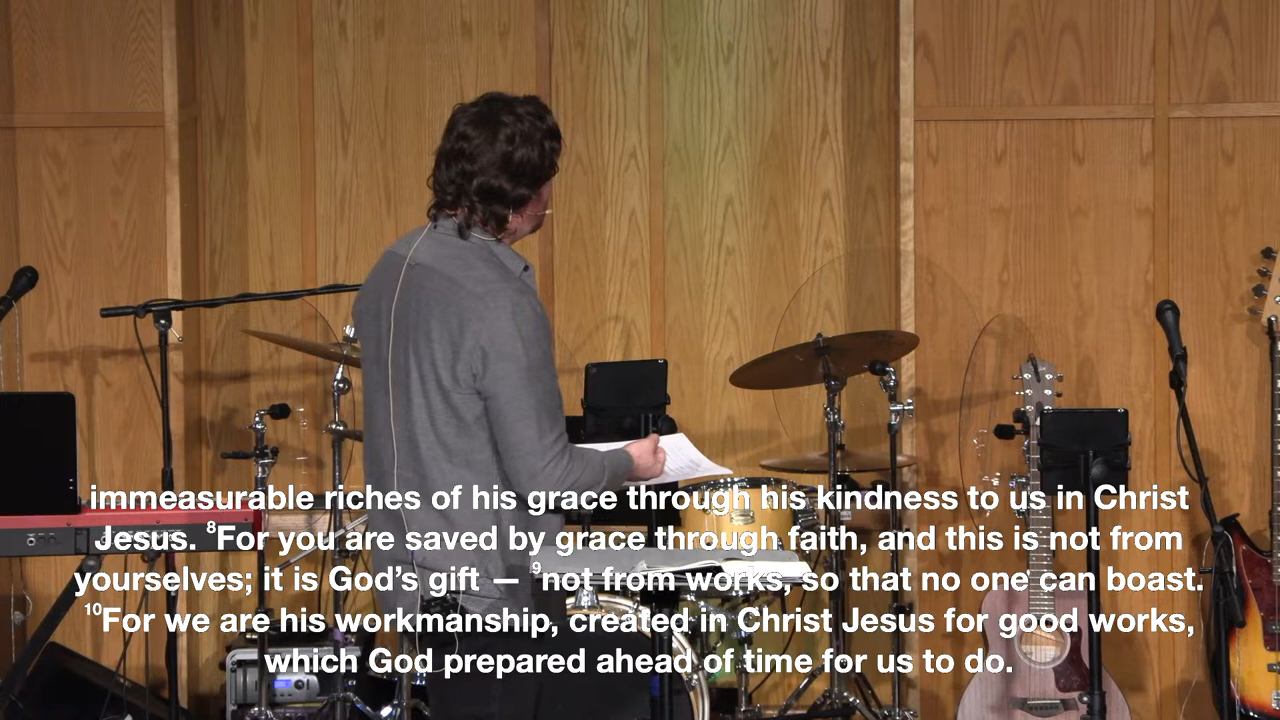 immeasurable riches of his grace through his kindness to us in Christ
Jesus. ⁸For you are saved by grace through faith, and this is not from
yourselves; it is God’s gift — ⁹not from works, so that no one can boast.
¹⁰For we are his workmanship, created in Christ Jesus for good works,
which God prepared ahead of time for us to do.